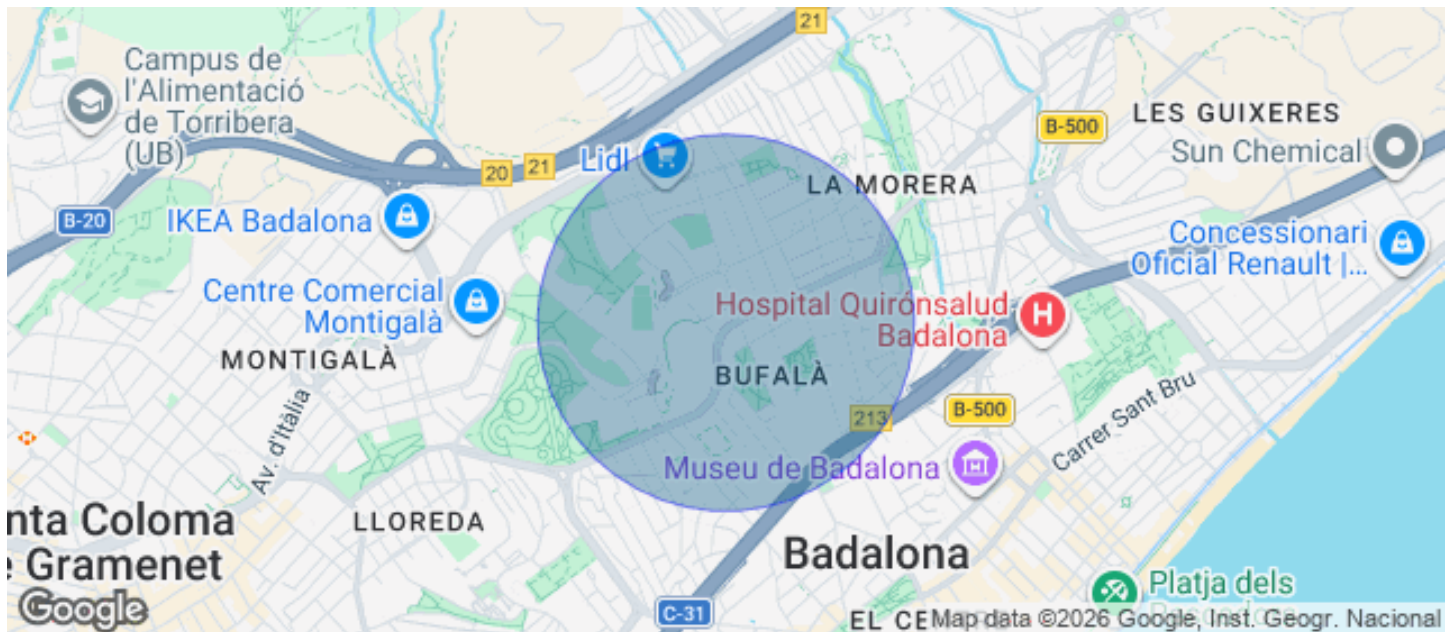 21
Campus de
l'Alimentació
de Torribera
(UB)
B-500
LES GUIXERES
Sun Chemical
Lidl
20
21
LA MORERA
B-20
IKEA Badalona
Concessionari
Oficial Renault |...
Centre Comercial
Montigalà
Hospital Quirónsalud
Badalona
H
MONTIGALÀ
BUFALÀ
213
B-500
Av. d'Itàlia
Carrer Sant Bru
Museu de Badalona
nta Coloma
Gramenet
LLOREDA
Badalona
Platja dels
C-31
Google
EL CE
Map data ©2026 Google, Inst. Geogr. Nacional